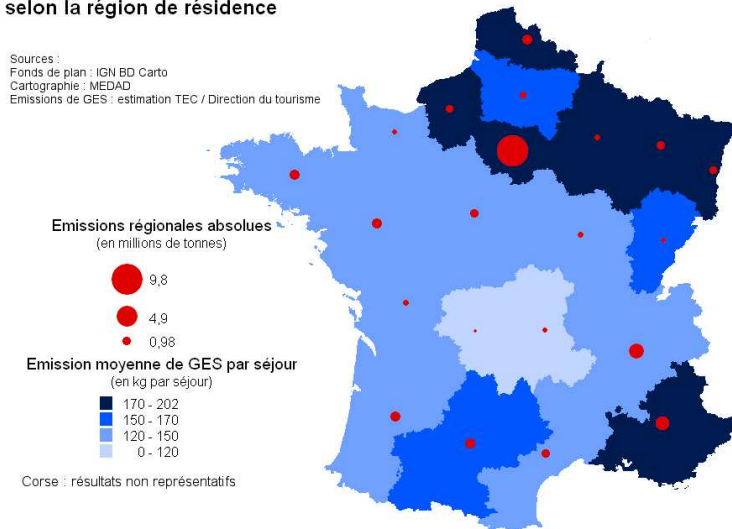 selon la région de résidence
Sources :
Fonds de plan : IGN BD Carto
Cartographie : MEDAD
Emissions de GES : estimation TEC / Direction du tourisme
Emissions régionales absolues
(en millions de tonnes)
9,8
4,9
0,98
Emission moyenne de GES par séjour
(en kg par séjour)
170 - 202
150 - 170
120 - 150
0 - 120
Corse : résultats non représentatifs